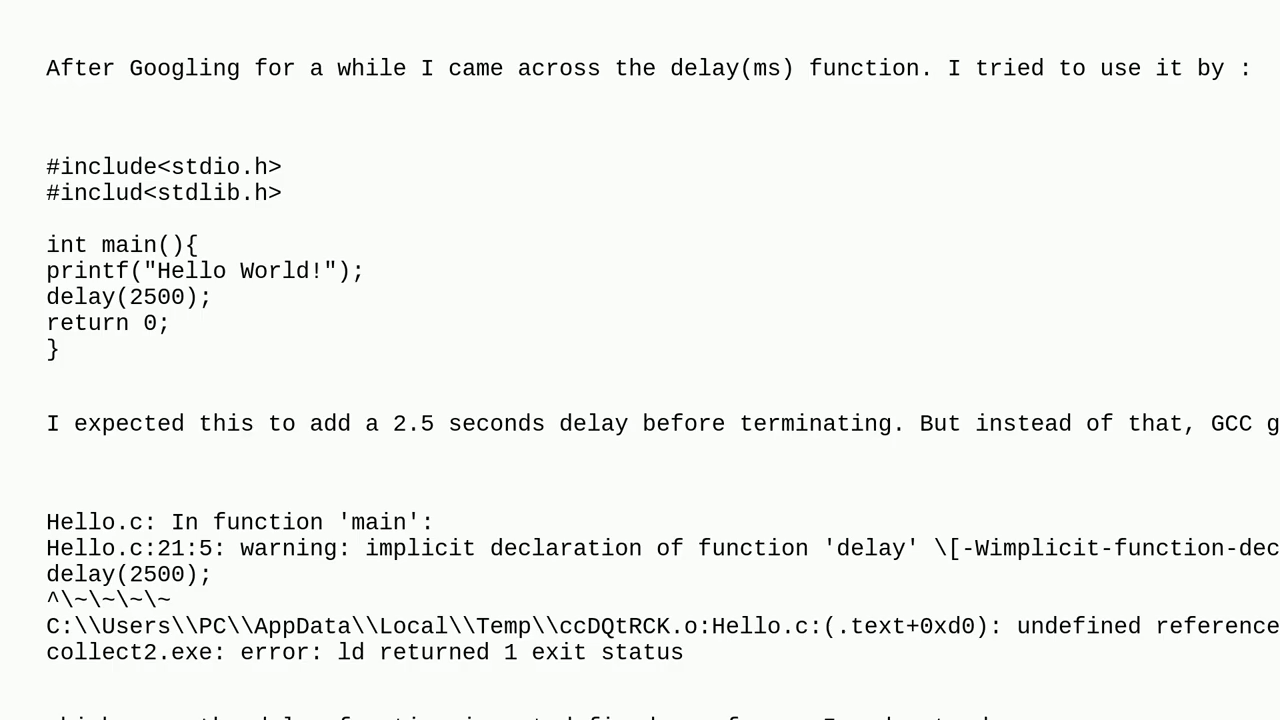 After Googling for a while I came across the delay(ms) function. I tried to use it by :
#include<stdio.h>
#includ<stdlib.h>
int main(){
printf("Hello World!");
delay(2500);
return 0;
}
I expected this to add a 2.5 seconds delay before terminating. But instead of that, GCC g
Hello.c: In function 'main':
Hello.c:21:5: warning: implicit declaration of function 'delay' \[-Wimplicit-function-dec
delay(2500);
^\~\~\~\~
C:\\Users\\PC\\AppData\\Local\\Temp\\ccDQtRCK.o:Hello.c:(.text+0xd0): undefined reference
collect2.exe: error: ld returned 1 exit status